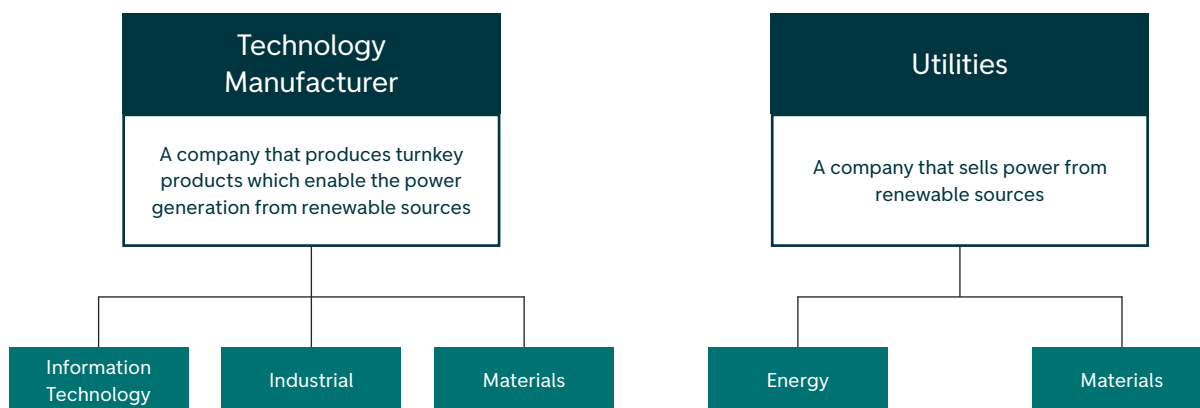 Technology
Manufacturer
A company that produces turnkey
products which enable the power
generation from renewable sources
Information
Technology
Industrial
Materials
Utilities
A company that sells power from
renewable sources
Energy
Materials